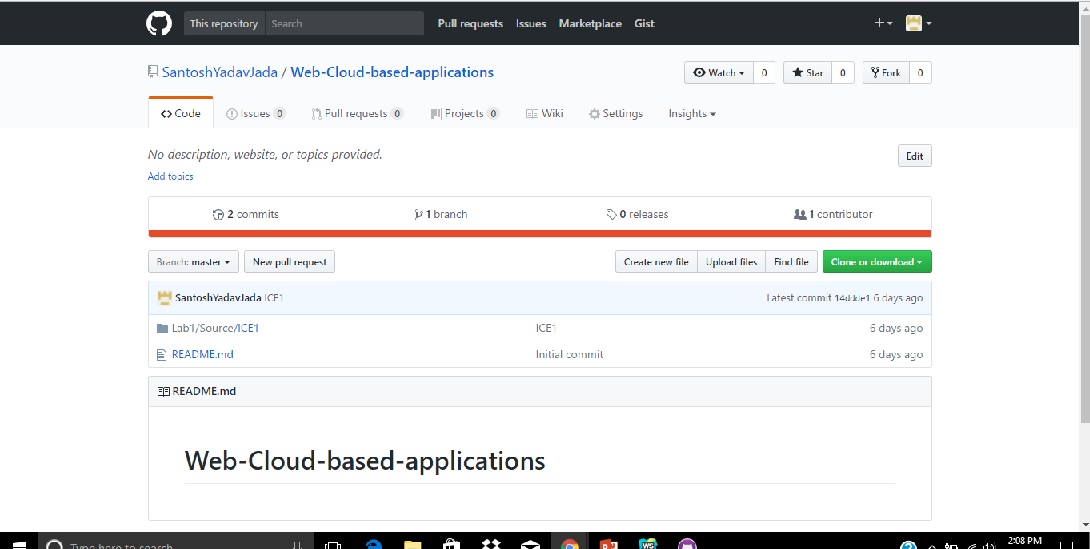 This repository Search Pull requests Issues Marketplace Gist
SantoshYadavJada / Web-Cloud-based-applications Watch 0 Star 0 Fork 0
Code Issues 0 Pull requests 0 Projects 0 Wiki Settings Insights
No description, website, or topics provided. Edit
Add topics
2 commits 1 branch 0 releases 1 contributor
Branch: master New pull request Create new file Upload files Find file Clone or download
SantoshYadavJada ICE1 Latest commit 6 days ago
Lab1/Source/ICE1 ICE1 6 days ago
README.md Initial commit 6 days ago
README.md
Web-Cloud-based-applications
Type here to search 2:08 PM